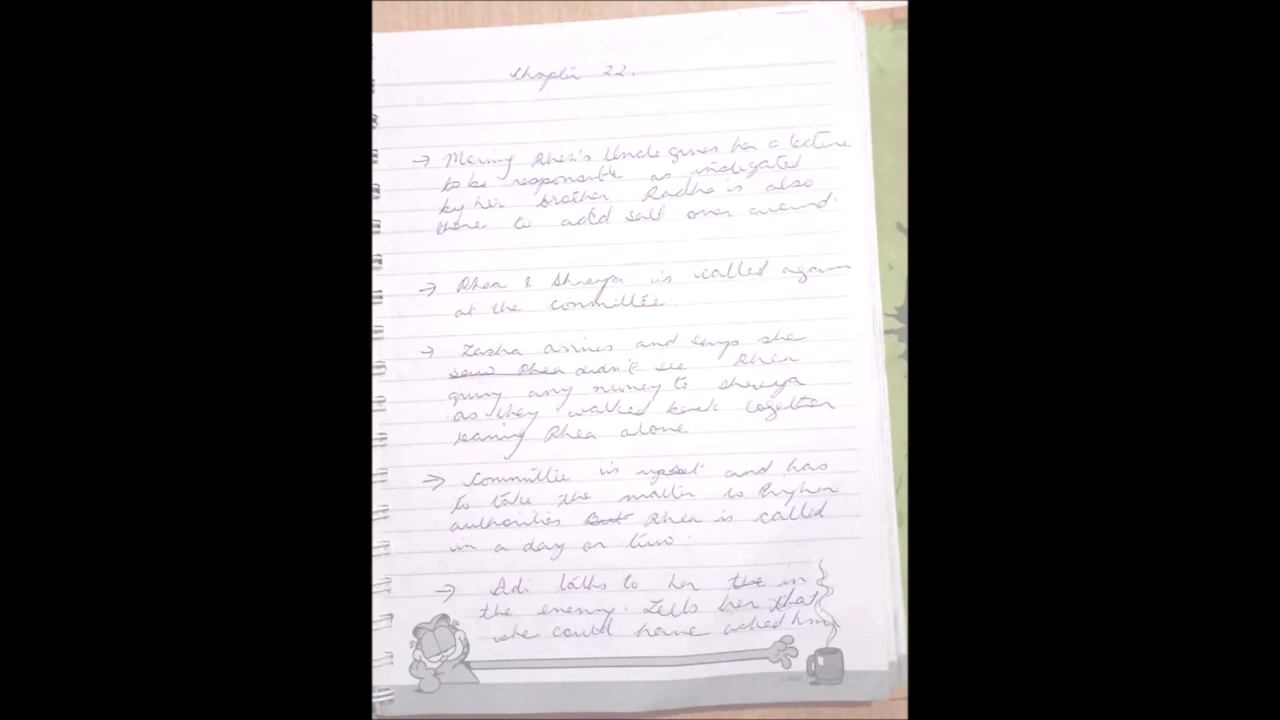 Chapter 22.
→ Morning Rhea's Uncle gives her a lecture
to be responsible as instigated
by her brother. Radha is also
there to add salt over wound.
→ Rhea & Shreya is called again
at the committee
→ Zasha arrives and says she
saw Rhea didn't see Rhea
giving any money to Shreya
as they walked back together
leaving Rhea alone
→ Committie is upset and has
to take the matter to higher
authorities But Rhea is called
in a day or two.
→ Adi talks to her the in
the enemy. Tells her that
she could have asked him